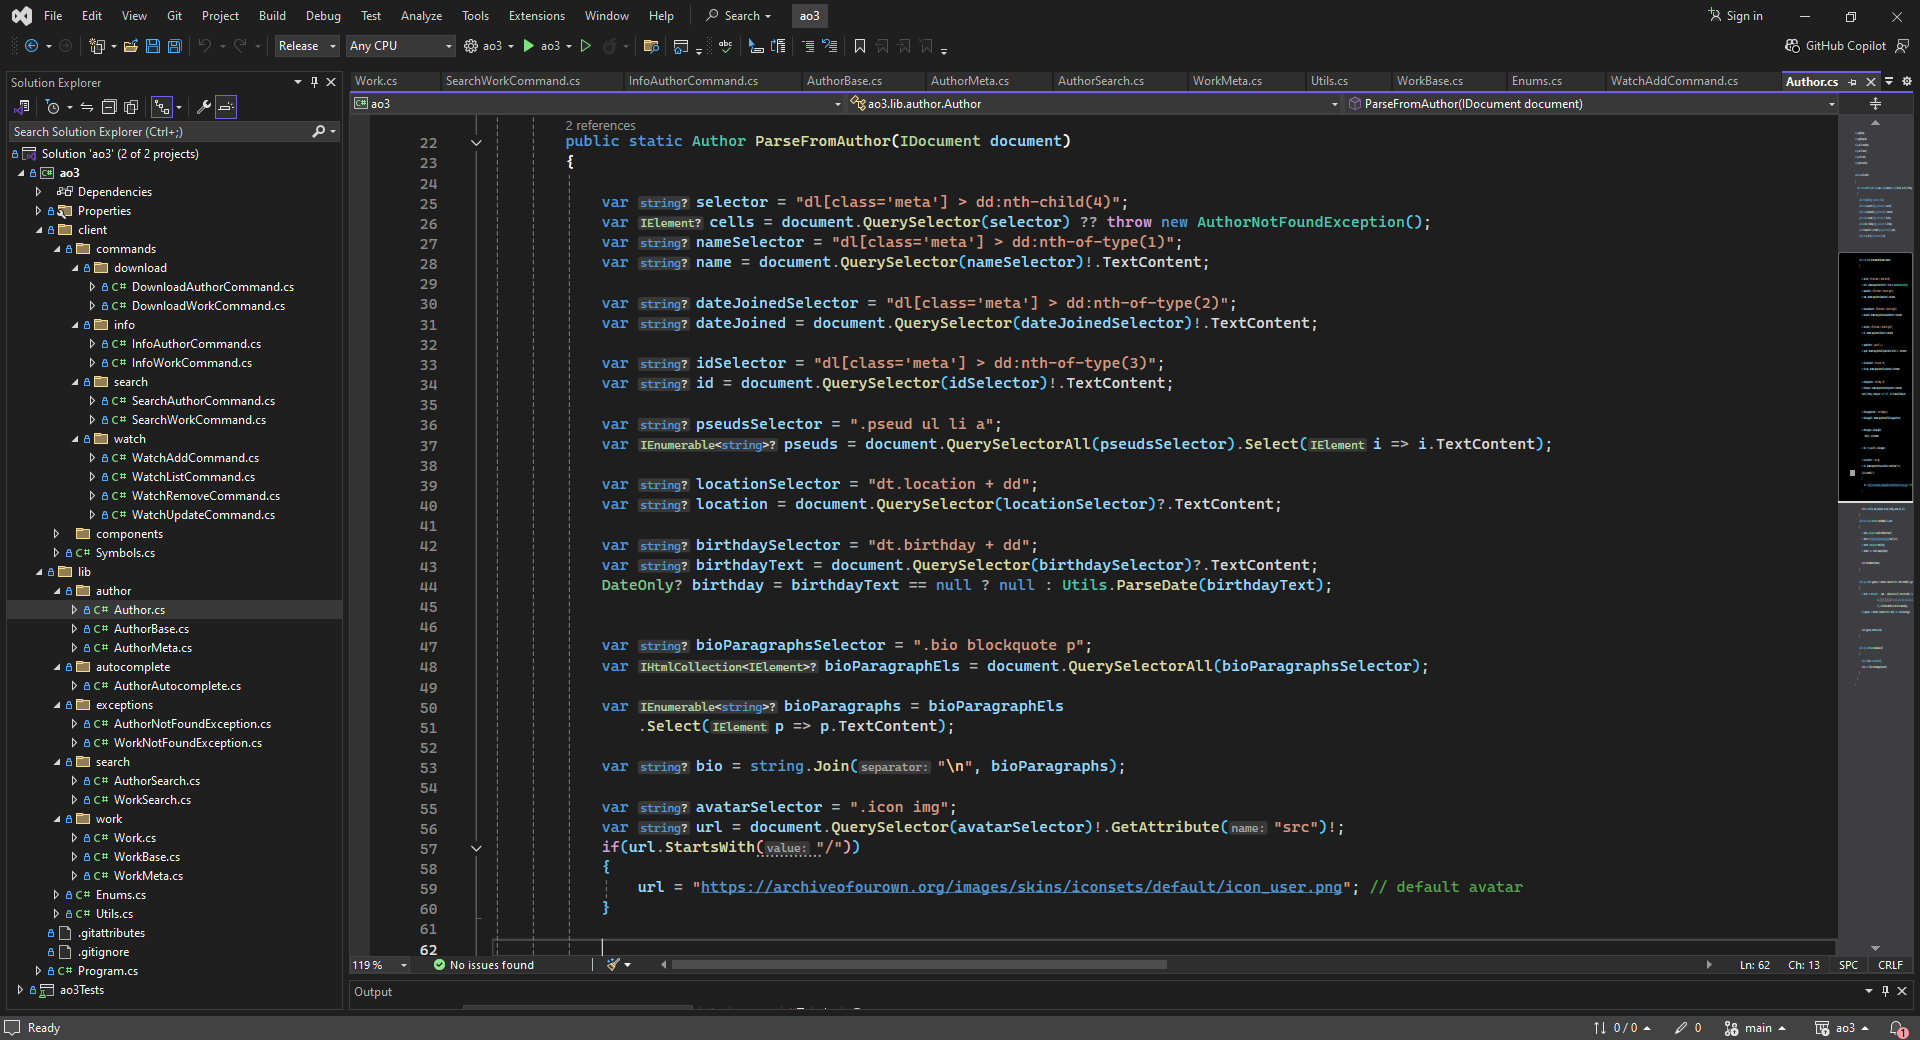 File Edit View Git Project Build Debug Test Analyze Tools Extensions Window Help Search ao3 Sign in
Release Any CPU ao3 ao3 abc GitHub Copilot
Solution Explorer
Search Solution Explorer (Ctrl+;)
Solution 'ao3' (2 of 2 projects)
C# ao3
Dependencies
Properties
client
commands
download
C# DownloadAuthorCommand.cs
C# DownloadWorkCommand.cs
info
C# InfoAuthorCommand.cs
C# InfoWorkCommand.cs
search
C# SearchAuthorCommand.cs
C# SearchWorkCommand.cs
watch
C# WatchAddCommand.cs
C# WatchListCommand.cs
C# WatchRemoveCommand.cs
C# WatchUpdateCommand.cs
components
C# Symbols.cs
lib
author
C# Author.cs
C# AuthorBase.cs
C# AuthorMeta.cs
autocomplete
C# AuthorAutocomplete.cs
exceptions
C# AuthorNotFoundException.cs
C# WorkNotFoundException.cs
search
C# AuthorSearch.cs
C# WorkSearch.cs
work
C# Work.cs
C# WorkBase.cs
C# WorkMeta.cs
C# Enums.cs
C# Utils.cs
.gitattributes
.gitignore
C# Program.cs
ao3Tests
Work.cs SearchWorkCommand.cs InfoAuthorCommand.cs AuthorBase.cs AuthorMeta.cs AuthorSearch.cs WorkMeta.cs Utils.cs WorkBase.cs Enums.cs WatchAddCommand.cs Author.cs
C# ao3 ao3.lib.author.Author ParseFromAuthor(IDocument document)
2 references
22 public static Author ParseFromAuthor(IDocument document)
23 {
24
25 var string? selector = "dl[class='meta'] > dd:nth-child(4)";
26 var IElement? cells = document.QuerySelector(selector) ?? throw new AuthorNotFoundException();
27 var string? nameSelector = "dl[class='meta'] > dd:nth-of-type(1)";
28 var string? name = document.QuerySelector(nameSelector)!.TextContent;
29
30 var string? dateJoinedSelector = "dl[class='meta'] > dd:nth-of-type(2)";
31 var string? dateJoined = document.QuerySelector(dateJoinedSelector)!.TextContent;
32
33 var string? idSelector = "dl[class='meta'] > dd:nth-of-type(3)";
34 var string? id = document.QuerySelector(idSelector)!.TextContent;
35
36 var string? pseudsSelector = ".pseud ul li a";
37 var IEnumerable<string>? pseuds = document.QuerySelectorAll(pseudsSelector).Select(IElement i => i.TextContent);
38
39 var string? locationSelector = "dt.location + dd";
40 var string? location = document.QuerySelector(locationSelector)?.TextContent;
41
42 var string? birthdaySelector = "dt.birthday + dd";
43 var string? birthdayText = document.QuerySelector(birthdaySelector)?.TextContent;
44 DateOnly? birthday = birthdayText == null ? null : Utils.ParseDate(birthdayText);
45
46
47 var string? bioParagraphsSelector = ".bio blockquote p";
48 var IHtmlCollection<IElement>? bioParagraphEls = document.QuerySelectorAll(bioParagraphsSelector);
49
50 var IEnumerable<string>? bioParagraphs = bioParagraphEls
51 .Select(IElement p => p.TextContent);
52
53 var string? bio = string.Join(separator: "\n", bioParagraphs);
54
55 var string? avatarSelector = ".icon img";
56 var string? url = document.QuerySelector(avatarSelector)!.GetAttribute(name: "src")!;
57 if(url.StartsWith(value: "/"))
58 {
59 url = "https://archiveofourown.org/images/skins/iconsets/default/icon_user.png"; // default avatar
60 }
61
62
119 % No issues found Ln: 62 Ch: 13 SPC CRLF
Output
Ready 0 / 0 0 main ao3 1